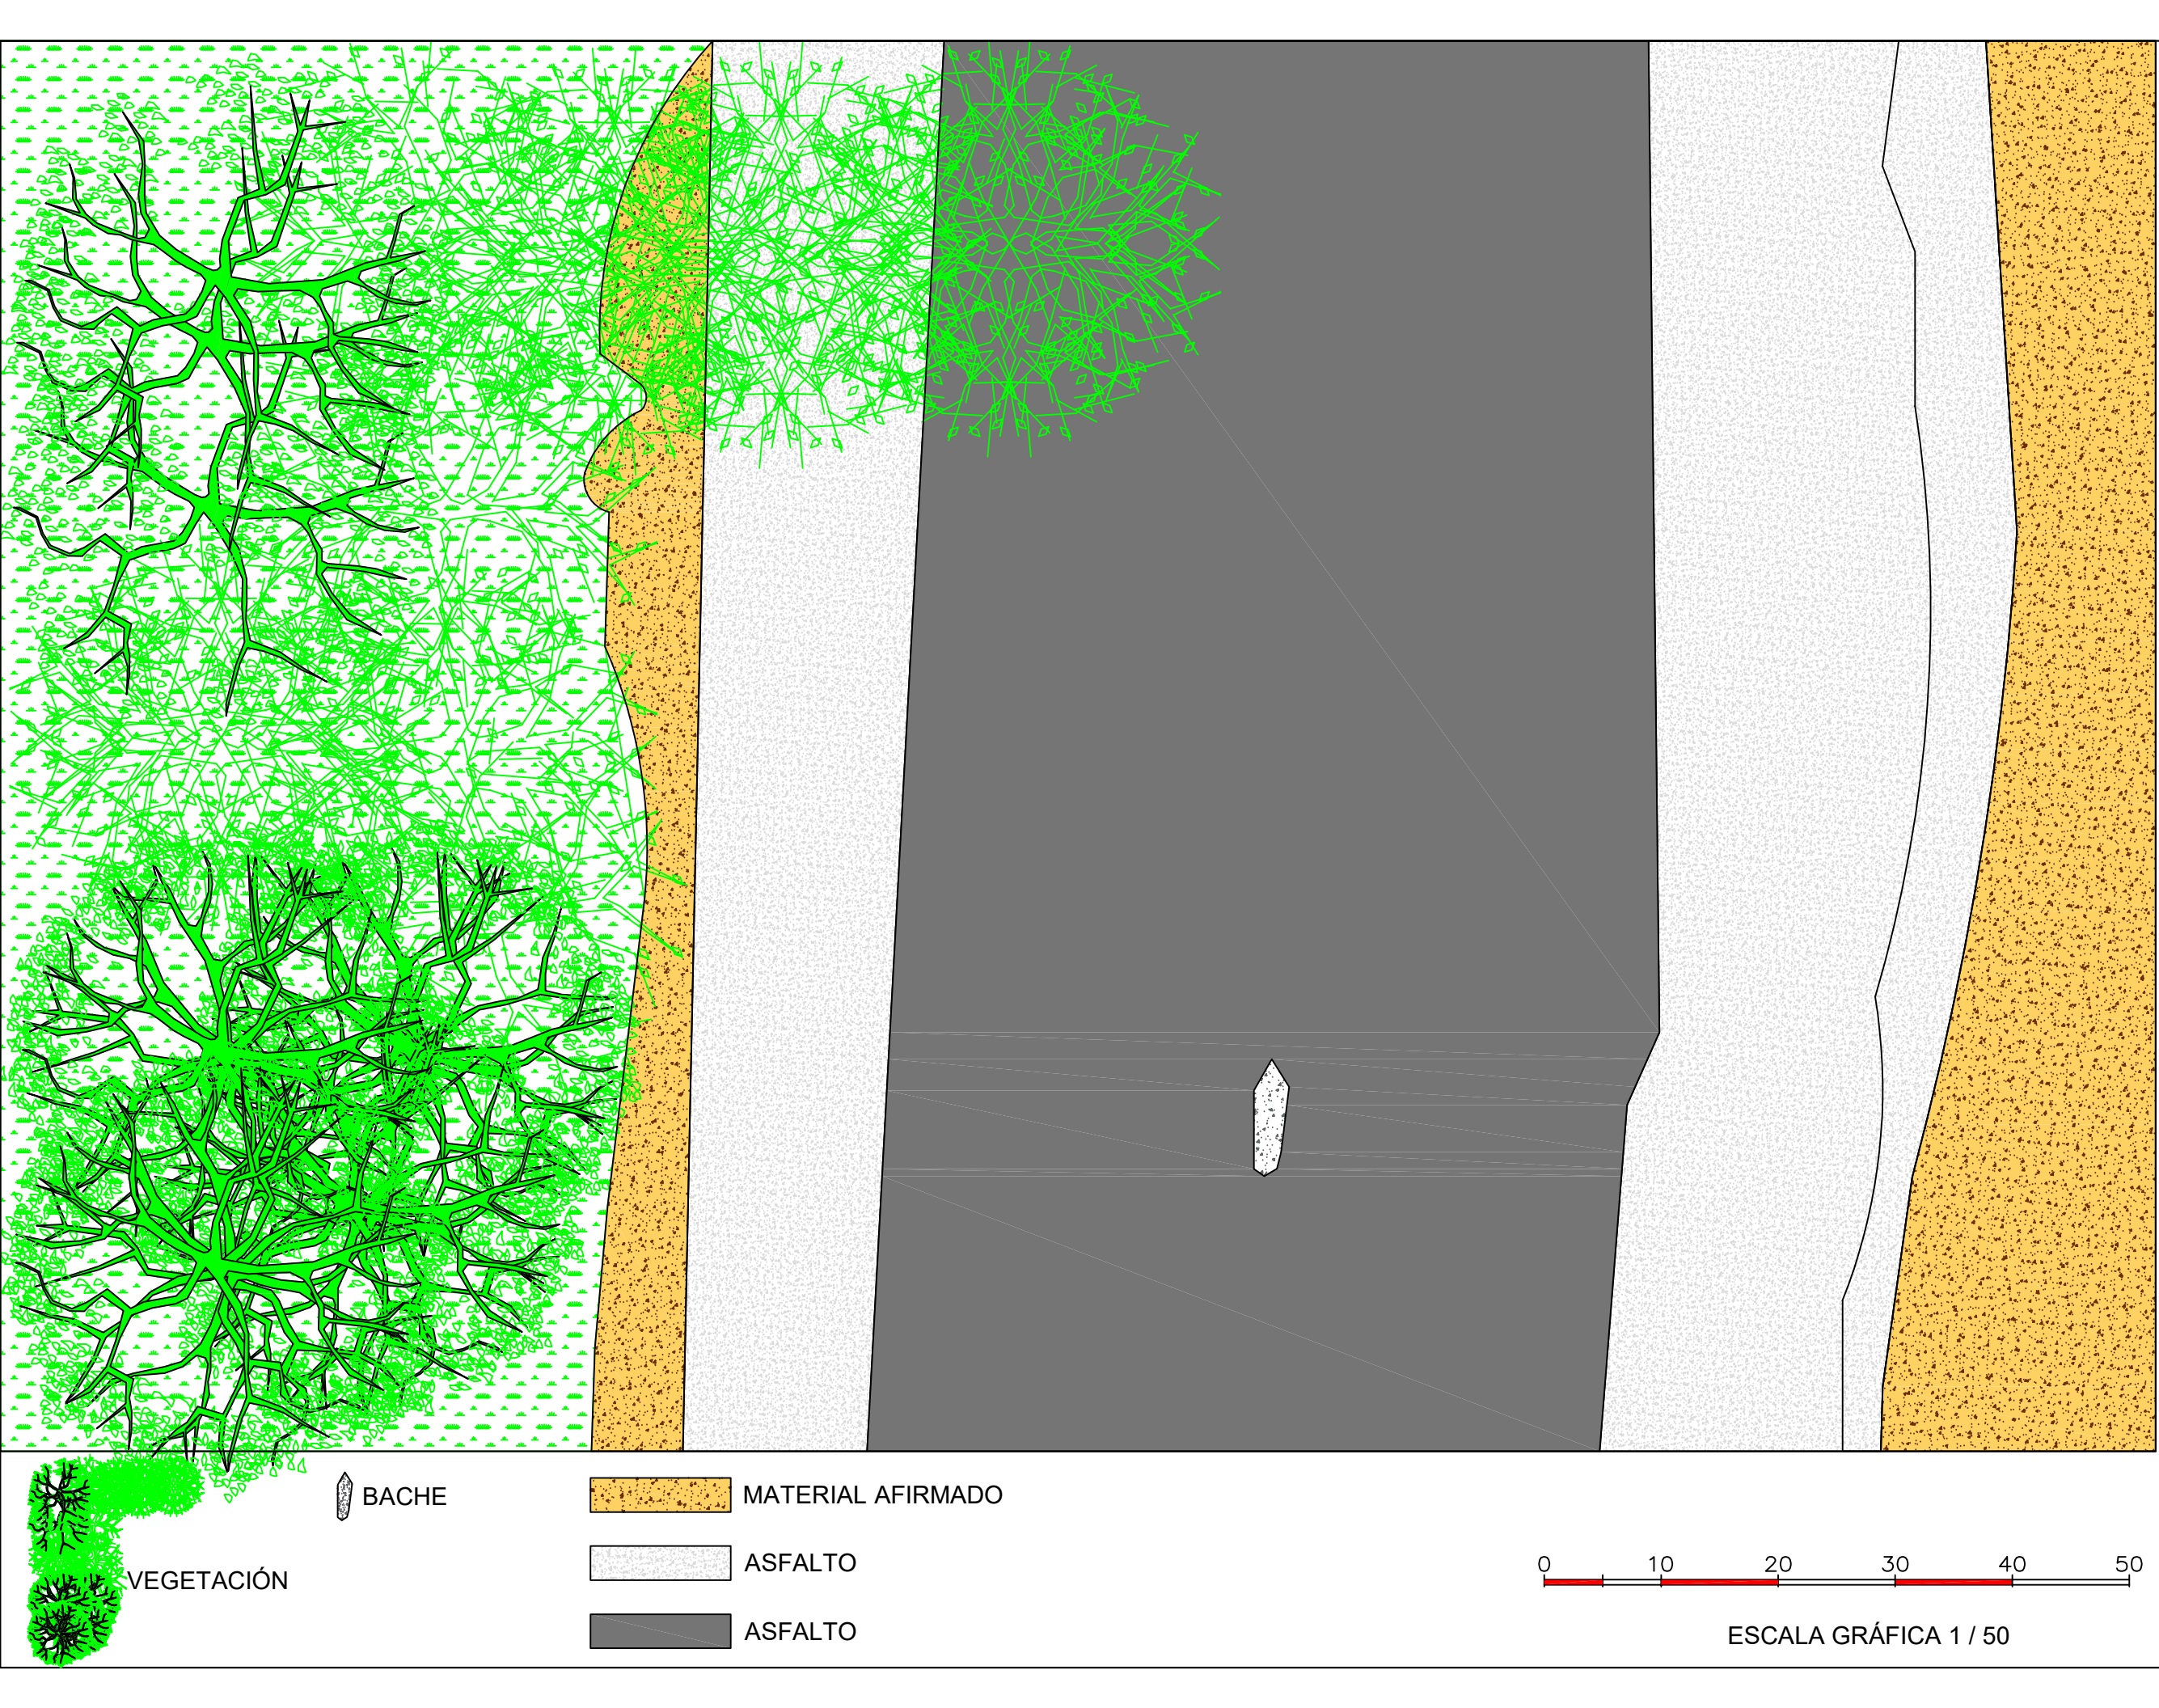 BACHE
VEGETACIÓN
MATERIAL AFIRMADO
ASFALTO
ASFALTO
0 10 20 30 40 50
ESCALA GRÁFICA 1 / 50